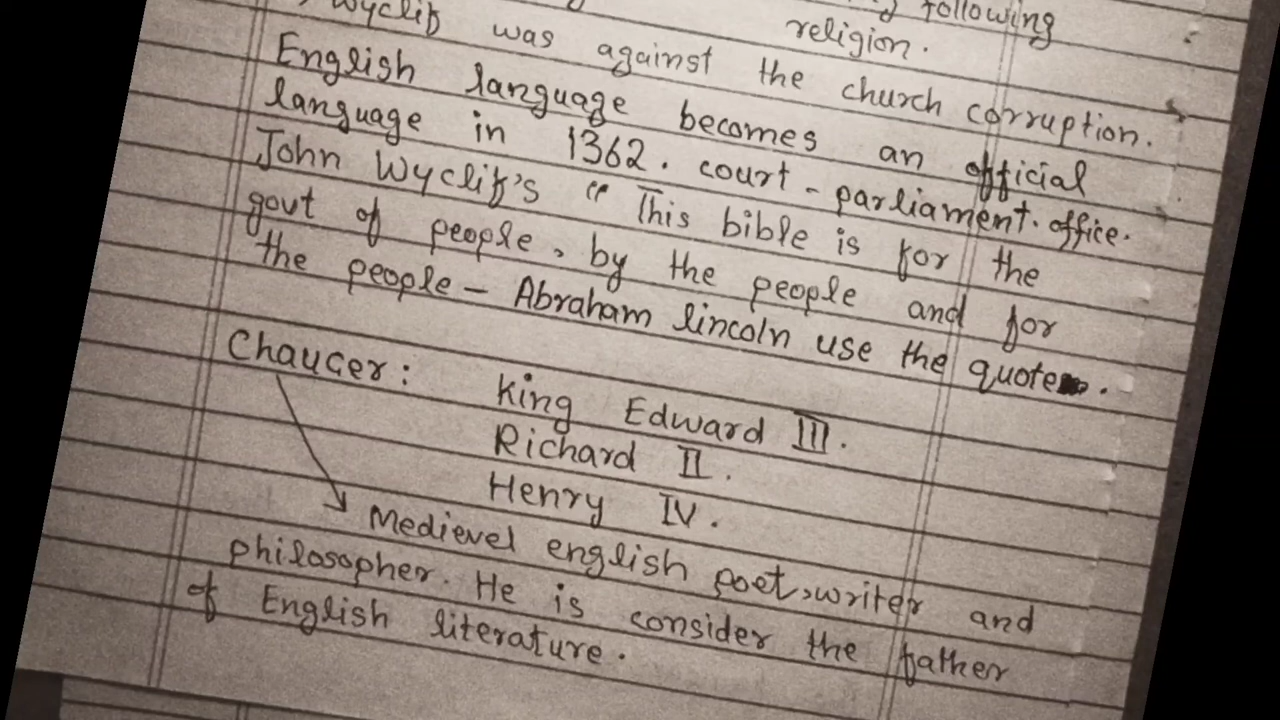 following
religion.
Wyclif was against the church corruption.
English language becomes an official
language in 1362. court - parliament. office.
John Wyclif's " This bible is for the
govt of people, by the people and for
the people - Abraham lincoln use the quote.
Chaucer: King Edward III.
Richard II.
Henry IV.
Medievel english poet, writer and
philosopher. He is consider the father
of English literature.